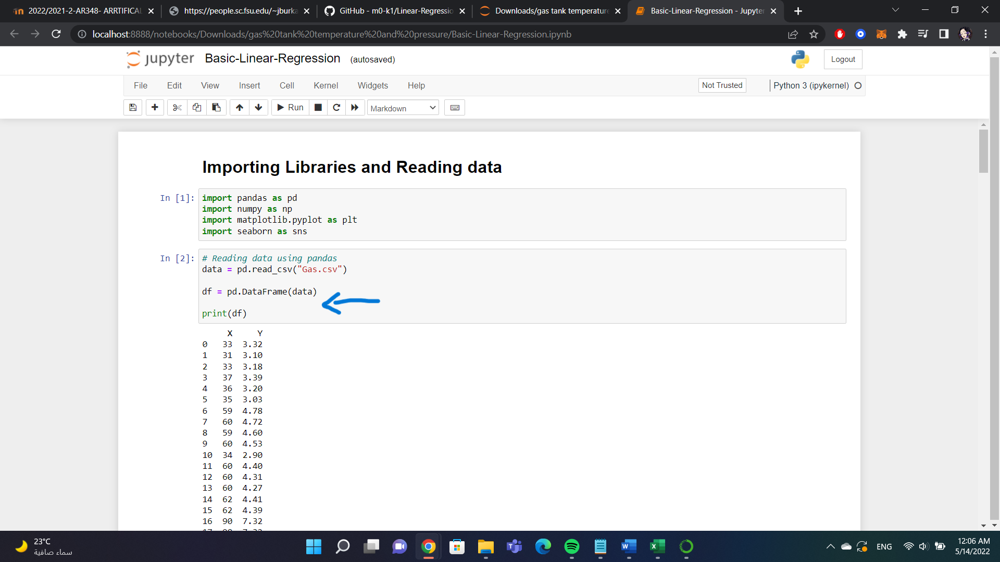 2022/2021-2-AR348- ARRTIFICAL
https://people.sc.fsu.edu/~jburka
GitHub - m0-k1/Linear-Regressio
Downloads/gas tank temperature
Basic-Linear-Regression - Jupyter
localhost:8888/notebooks/Downloads/gas%20tank%20temperature%20and%20pressure/Basic-Linear-Regression.ipynb
jupyter Basic-Linear-Regression (autosaved)
Logout
File Edit View Insert Cell Kernel Widgets Help
Not Trusted
Python 3 (ipykernel)
Run
Markdown
Importing Libraries and Reading data
In [1]: import pandas as pd
import numpy as np
import matplotlib.pyplot as plt
import seaborn as sns
In [2]: # Reading data using pandas
data = pd.read_csv("Gas.csv")
df = pd.DataFrame(data)
print(df)
X Y
0 33 3.32
1 31 3.10
2 33 3.18
3 37 3.39
4 36 3.20
5 35 3.03
6 59 4.78
7 60 4.72
8 59 4.60
9 60 4.53
10 34 2.90
11 60 4.40
12 60 4.31
13 60 4.27
14 62 4.41
15 62 4.39
16 90 7.32
23°C
سماء صافية
ENG
12:06 AM
5/14/2022